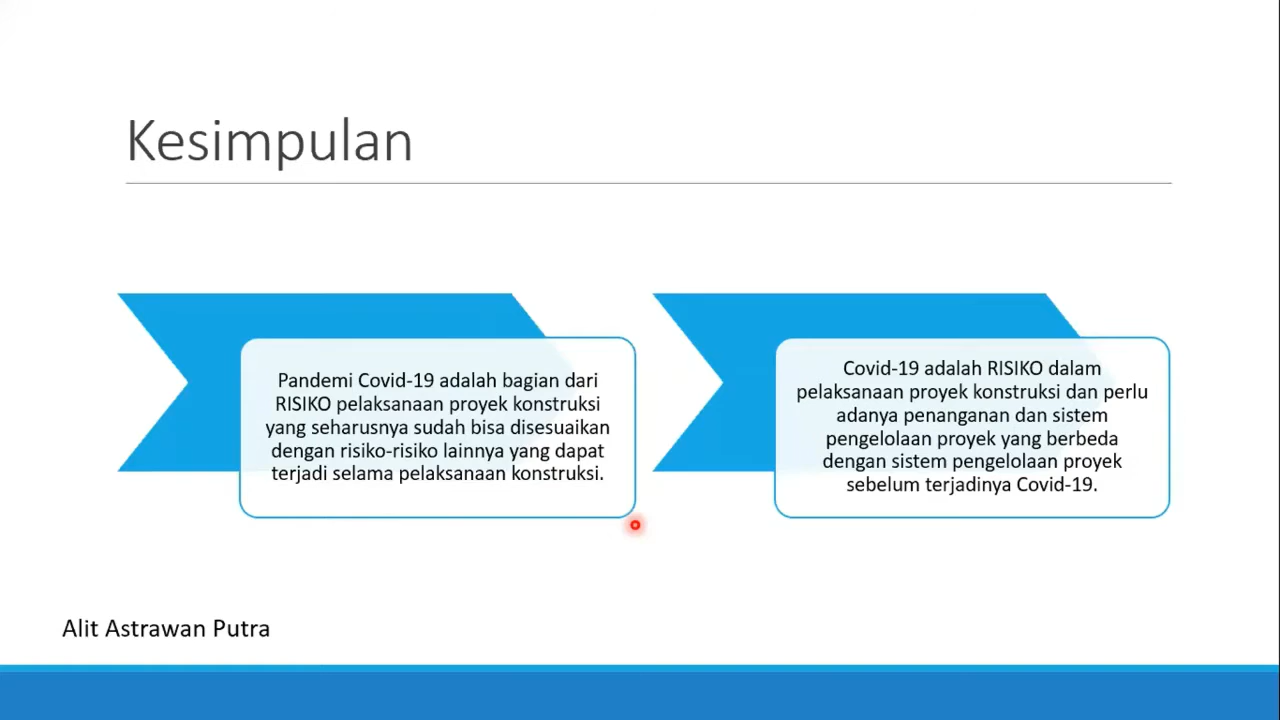 Kesimpulan
Pandemi Covid-19 adalah bagian dari
RISIKO pelaksanaan proyek konstruksi
yang seharusnya sudah bisa disesuaikan
dengan risiko-risiko lainnya yang dapat
terjadi selama pelaksanaan konstruksi.
Covid-19 adalah RISIKO dalam
pelaksanaan proyek konstruksi dan perlu
adanya penanganan dan sistem
pengelolaan proyek yang berbeda
dengan sistem pengelolaan proyek
sebelum terjadinya Covid-19.
Alit Astrawan Putra